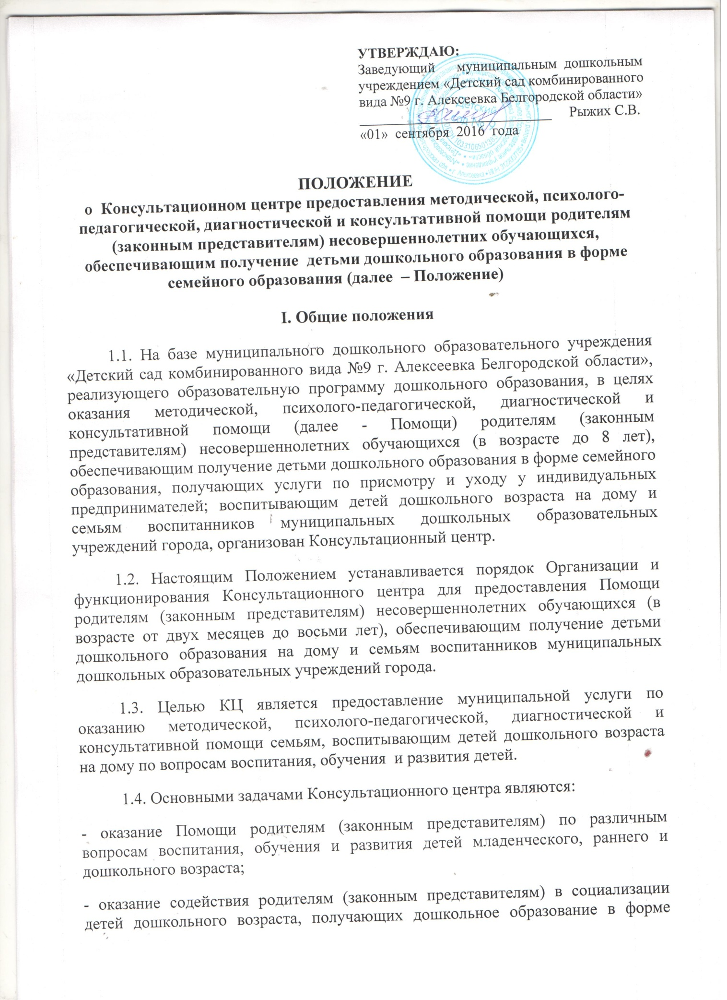 УТВЕРЖДАЮ:
Заведующий муниципальным дошкольным
учреждением «Детский сад комбинированного
вида №9 г. Алексеевка Белгородской области»
Рыжих С.В.
«01» сентября 2016 года
Детский
сад № 9
ПОЛОЖЕНИЕ
о Консультационном центре предоставления методической, психолого-
педагогической, диагностической и консультативной помощи родителям
(законным представителям) несовершеннолетних обучающихся,
обеспечивающим получение детьми дошкольного образования в форме
семейного образования (далее – Положение)
I. Общие положения
1.1. На базе муниципального дошкольного образовательного учреждения
«Детский сад комбинированного вида №9 г. Алексеевка Белгородской области»,
реализующего образовательную программу дошкольного образования, в целях
оказания методической, психолого-педагогической, диагностической и
консультативной помощи (далее - Помощи) родителям (законным
представителям) несовершеннолетних обучающихся (в возрасте до 8 лет),
обеспечивающим получение детьми дошкольного образования в форме семейного
образования, получающих услуги по присмотру и уходу у индивидуальных
предпринимателей; воспитывающим детей дошкольного возраста на дому и
семьям воспитанников муниципальных дошкольных образовательных
учреждений города, организован Консультационный центр.
1.2. Настоящим Положением устанавливается порядок Организации и
функционирования Консультационного центра для предоставления Помощи
родителям (законным представителям) несовершеннолетних обучающихся (в
возрасте от двух месяцев до восьми лет), обеспечивающим получение детьми
дошкольного образования на дому и семьям воспитанников муниципальных
дошкольных образовательных учреждений города.
1.3. Целью КЦ является предоставление муниципальной услуги по
оказанию методической, психолого-педагогической, диагностической и
консультативной помощи семьям, воспитывающим детей дошкольного возраста
на дому по вопросам воспитания, обучения и развития детей.
1.4. Основными задачами Консультационного центра являются:
- оказание Помощи родителям (законным представителям) по различным
вопросам воспитания, обучения и развития детей младенческого, раннего и
дошкольного возраста;
- оказание содействия родителям (законным представителям) в социализации
детей дошкольного возраста, получающих дошкольное образование в форме